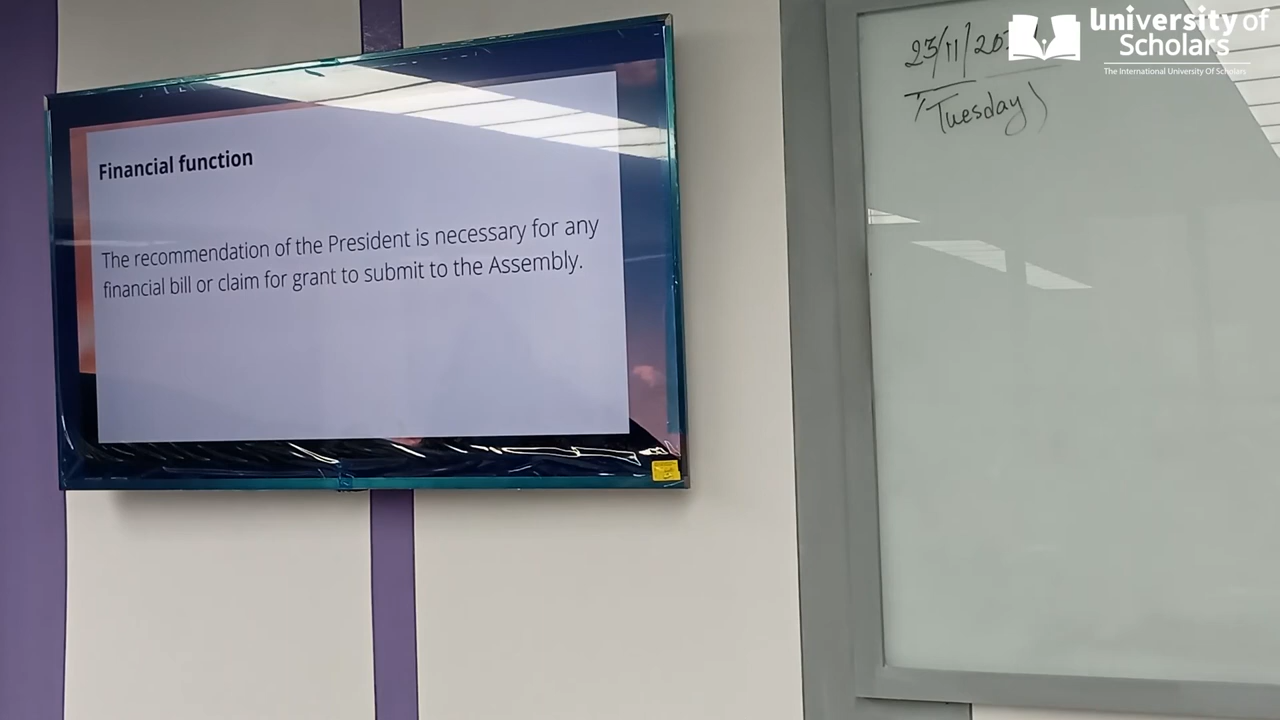 Financial function
The recommendation of the President is necessary for any
financial bill or claim for grant to submit to the Assembly.
(Tuesday)
university of
Scholars
The International University Of Scholars